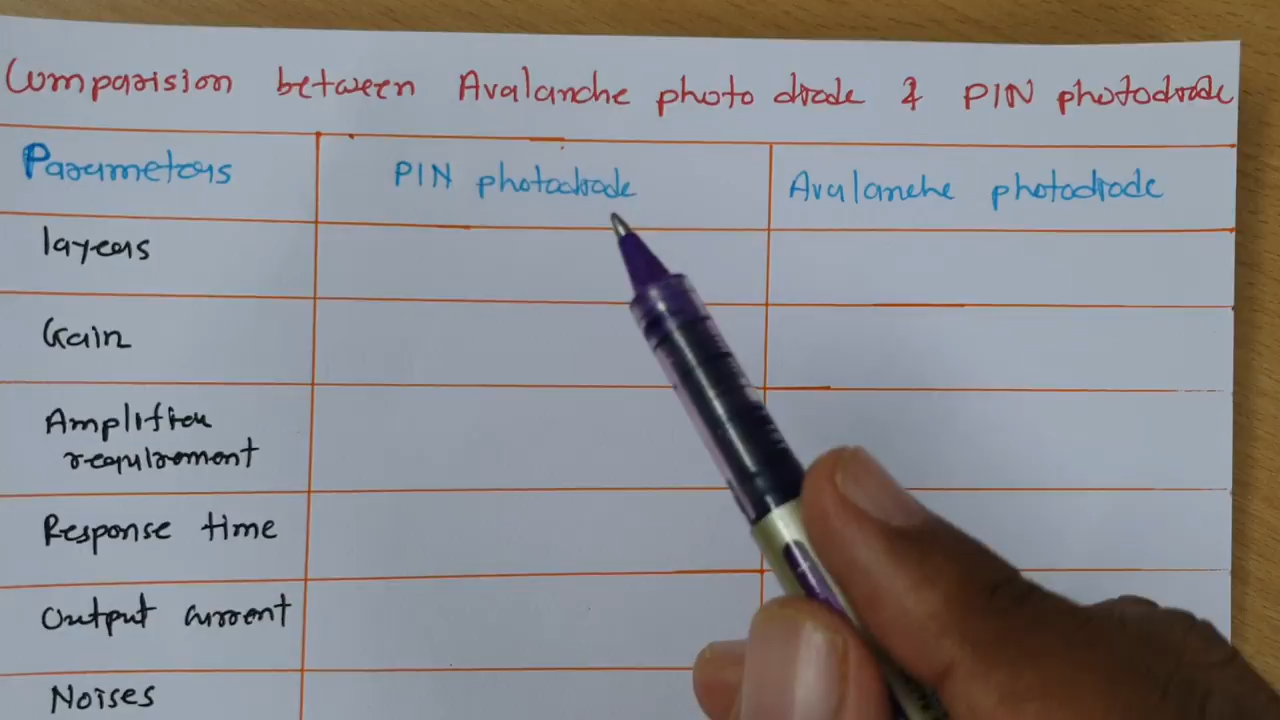 Comparision between Avalanche photo diode & PIN photodiode
Parameters PIN photodiode Avalanche photodiode
layers
Gain
Amplifier
requirement
Response time
Output current
Noises